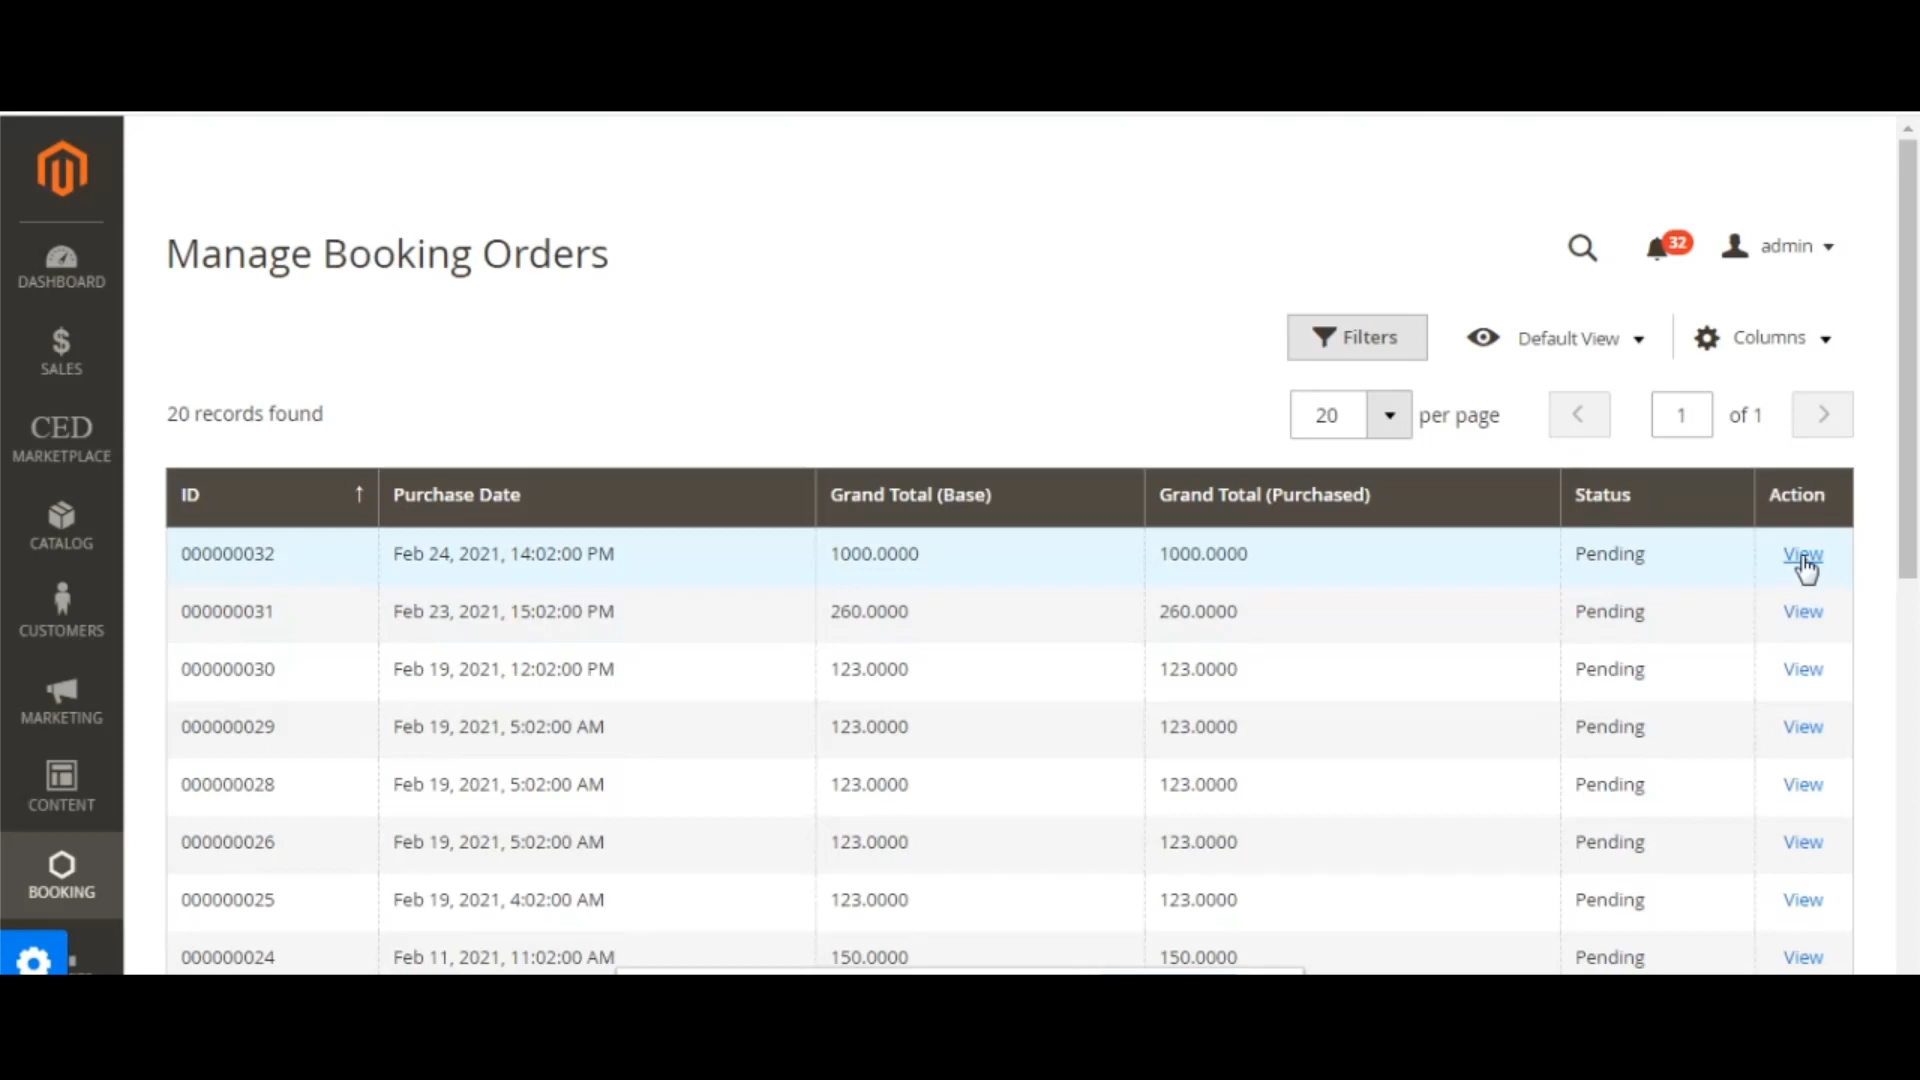 Manage Booking Orders
32
admin
Filters
Default View
Columns
20 records found
20
per page
1
of 1
DASHBOARD
SALES
CED
MARKETPLACE
CATALOG
CUSTOMERS
MARKETING
CONTENT
BOOKING
ID ↑ Purchase Date Grand Total (Base) Grand Total (Purchased) Status Action
000000032 Feb 24, 2021, 14:02:00 PM 1000.0000 1000.0000 Pending View
000000031 Feb 23, 2021, 15:02:00 PM 260.0000 260.0000 Pending View
000000030 Feb 19, 2021, 12:02:00 PM 123.0000 123.0000 Pending View
000000029 Feb 19, 2021, 5:02:00 AM 123.0000 123.0000 Pending View
000000028 Feb 19, 2021, 5:02:00 AM 123.0000 123.0000 Pending View
000000026 Feb 19, 2021, 5:02:00 AM 123.0000 123.0000 Pending View
000000025 Feb 19, 2021, 4:02:00 AM 123.0000 123.0000 Pending View
000000024 Feb 11, 2021, 11:02:00 AM 150.0000 150.0000 Pending View